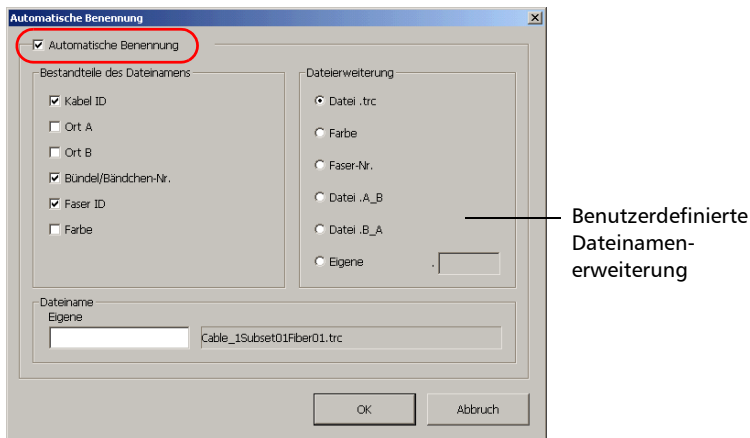 Automatische Benennung
Automatische Benennung
Bestandteile des Dateinamens
Kabel ID
Ort A
Ort B
Bündel/Bändchen-Nr.
Faser ID
Farbe
Dateierweiterung
Datei .trc
Farbe
Faser-Nr.
Datei .A_B
Datei .B_A
Eigene .
Benutzerdefinierte
Dateinamen-
erweiterung
Dateiname
Eigene
Cable_1Subset01Fiber01.trc
OK
Abbruch